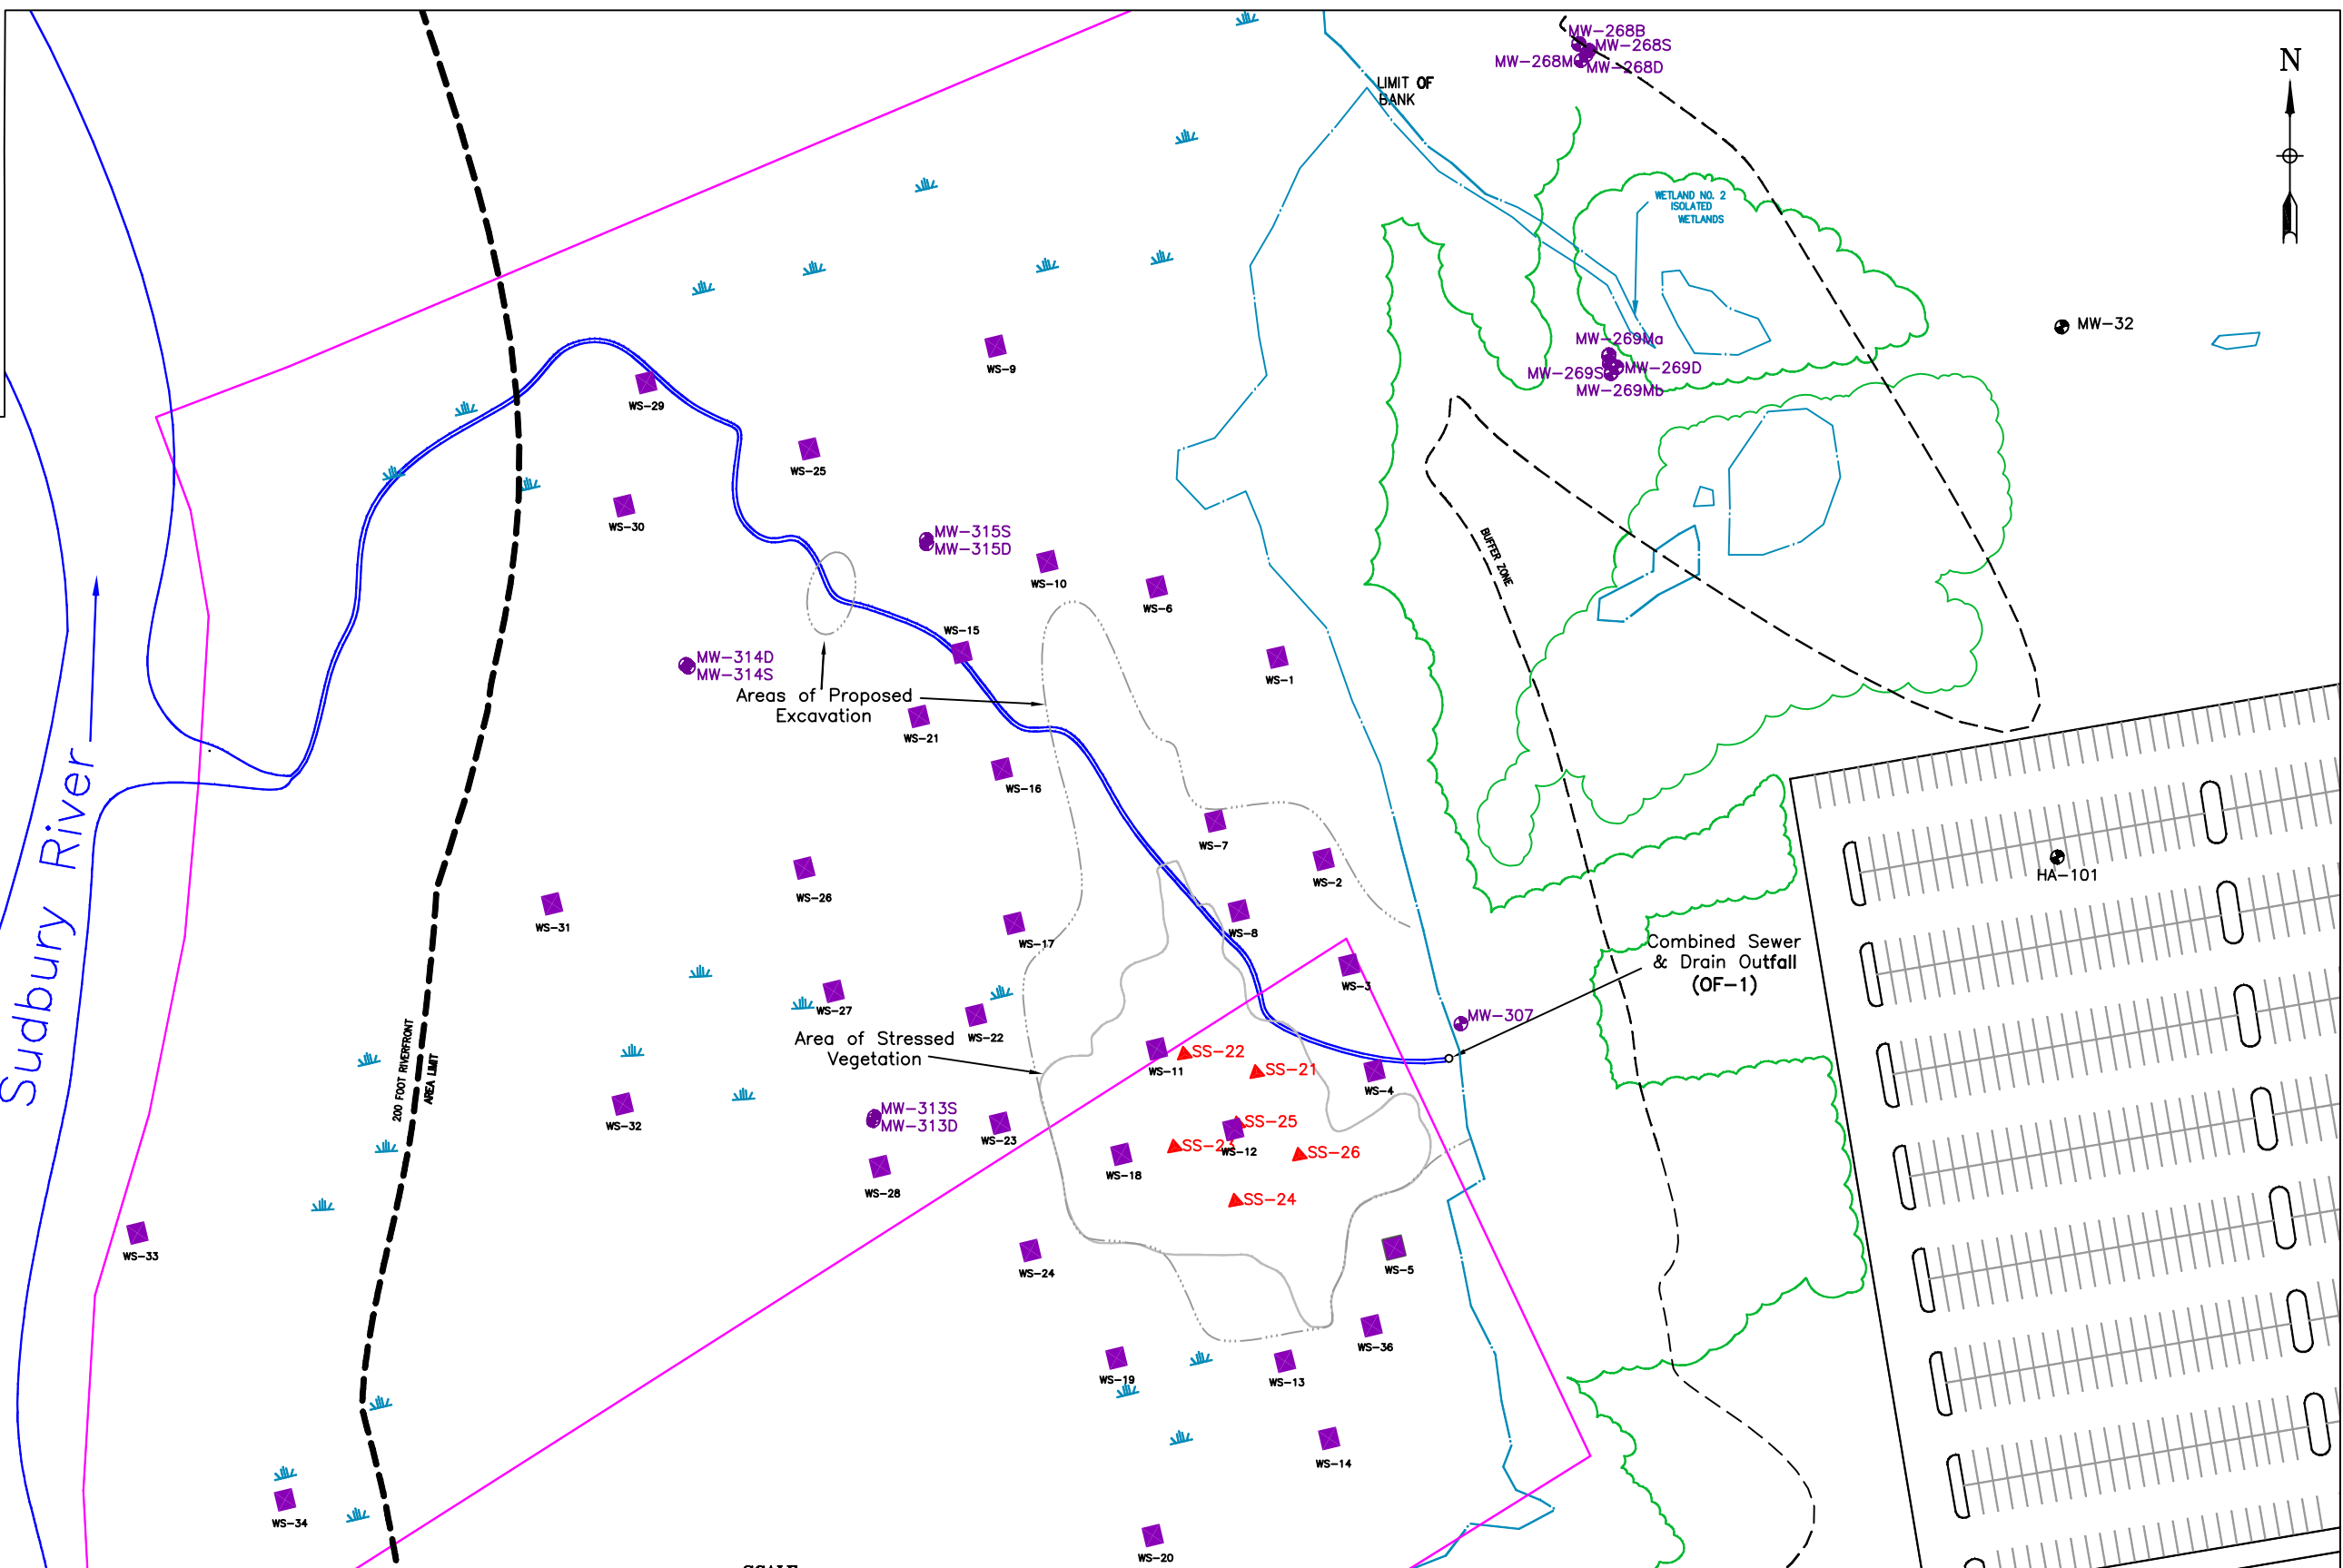 MW-268B
MW-268S
MW-268M
MW-268D
N
LIMIT OF
BANK
WETLAND NO. 2
ISOLATED
WETLANDS
MW-32
MW-269Ma
MW-269D
MW-269S
MW-269Mb
WS-9
WS-29
WS-25
WS-30
MW-315S
MW-315D
WS-10
WS-6
BUFFER ZONE
WS-15
MW-314D
MW-314S
WS-1
Areas of Proposed
Excavation
WS-21
WS-16
WS-7
WS-2
HA-101
WS-26
WS-31
WS-17
WS-8
Combined Sewer
& Drain Outfall
(OF-1)
Sudbury River
WS-3
WS-27
WS-22
MW-307
200 FOOT RIVERFRONT
AREA LIMIT
Area of Stressed
Vegetation
WS-11
SS-22
SS-21
WS-4
WS-32
MW-313S
MW-313D
WS-23
SS-25
SS-23
WS-12
SS-26
WS-18
WS-28
SS-24
WS-33
WS-24
WS-5
WS-36
WS-19
WS-13
WS-14
WS-34
WS-20
SCALE